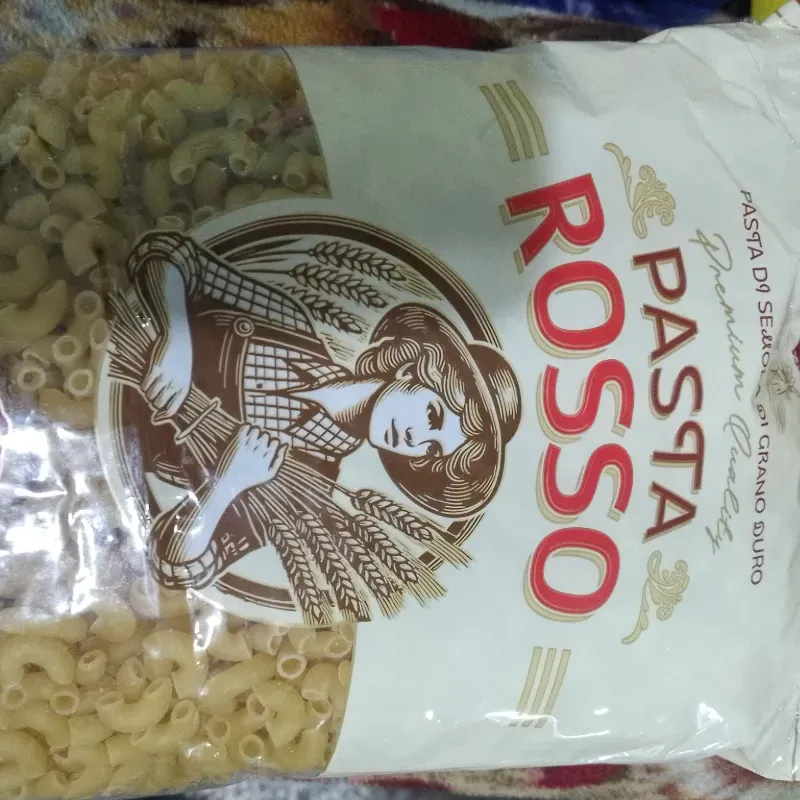 PASTA DI SEMOLA DI GRANO DURO
Premium Quality
PASTA
ROSSO